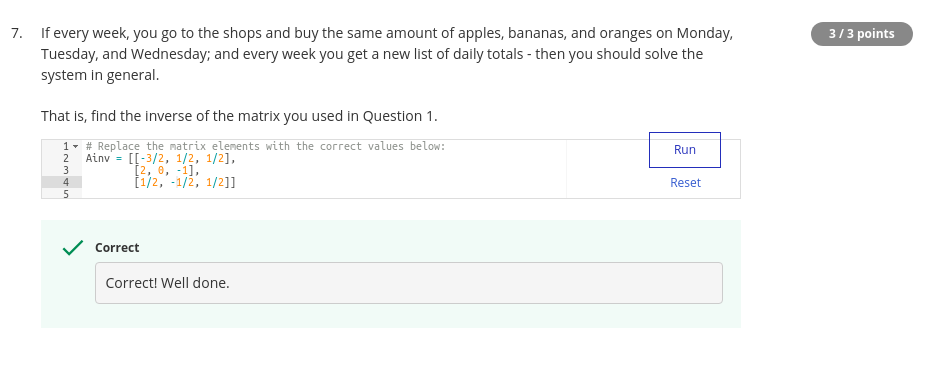 7. If every week, you go to the shops and buy the same amount of apples, bananas, and oranges on Monday,
Tuesday, and Wednesday; and every week you get a new list of daily totals - then you should solve the
system in general.
3 / 3 points
That is, find the inverse of the matrix you used in Question 1.
1 # Replace the matrix elements with the correct values below:
2 Ainv = [[-3/2, 1/2, 1/2],
3 [2, 0, -1],
4 [1/2, -1/2, 1/2]]
5
Run
Reset
Correct
Correct! Well done.